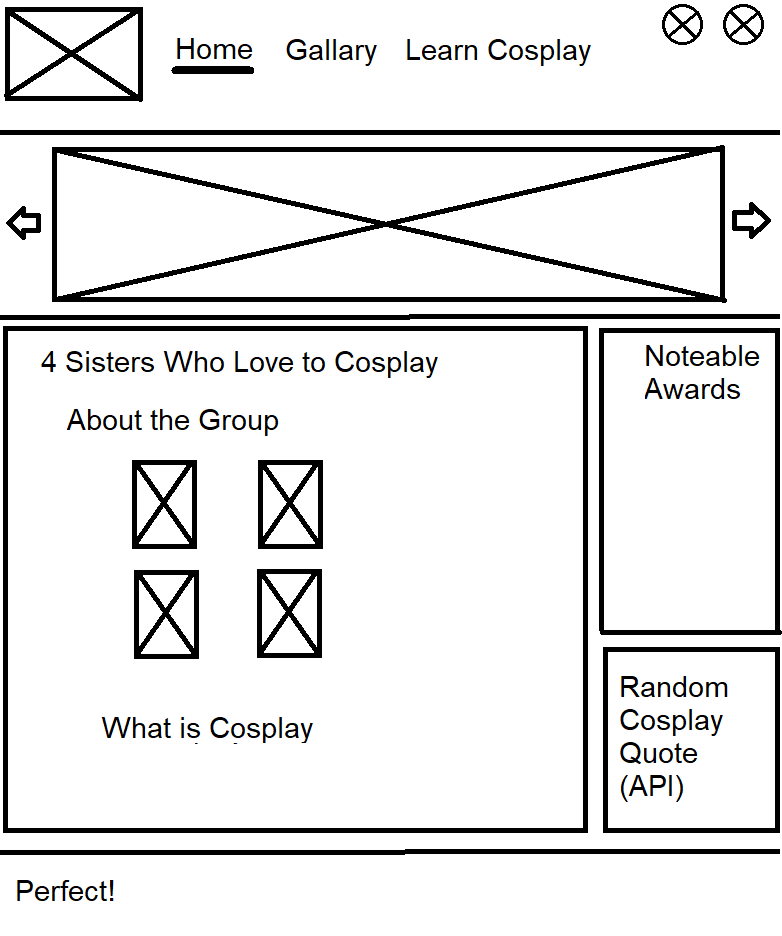 Home Gallary Learn Cosplay
4 Sisters Who Love to Cosplay
About the Group
What is Cosplay
Noteable
Awards
Random
Cosplay
Quote
(API)
Perfect!